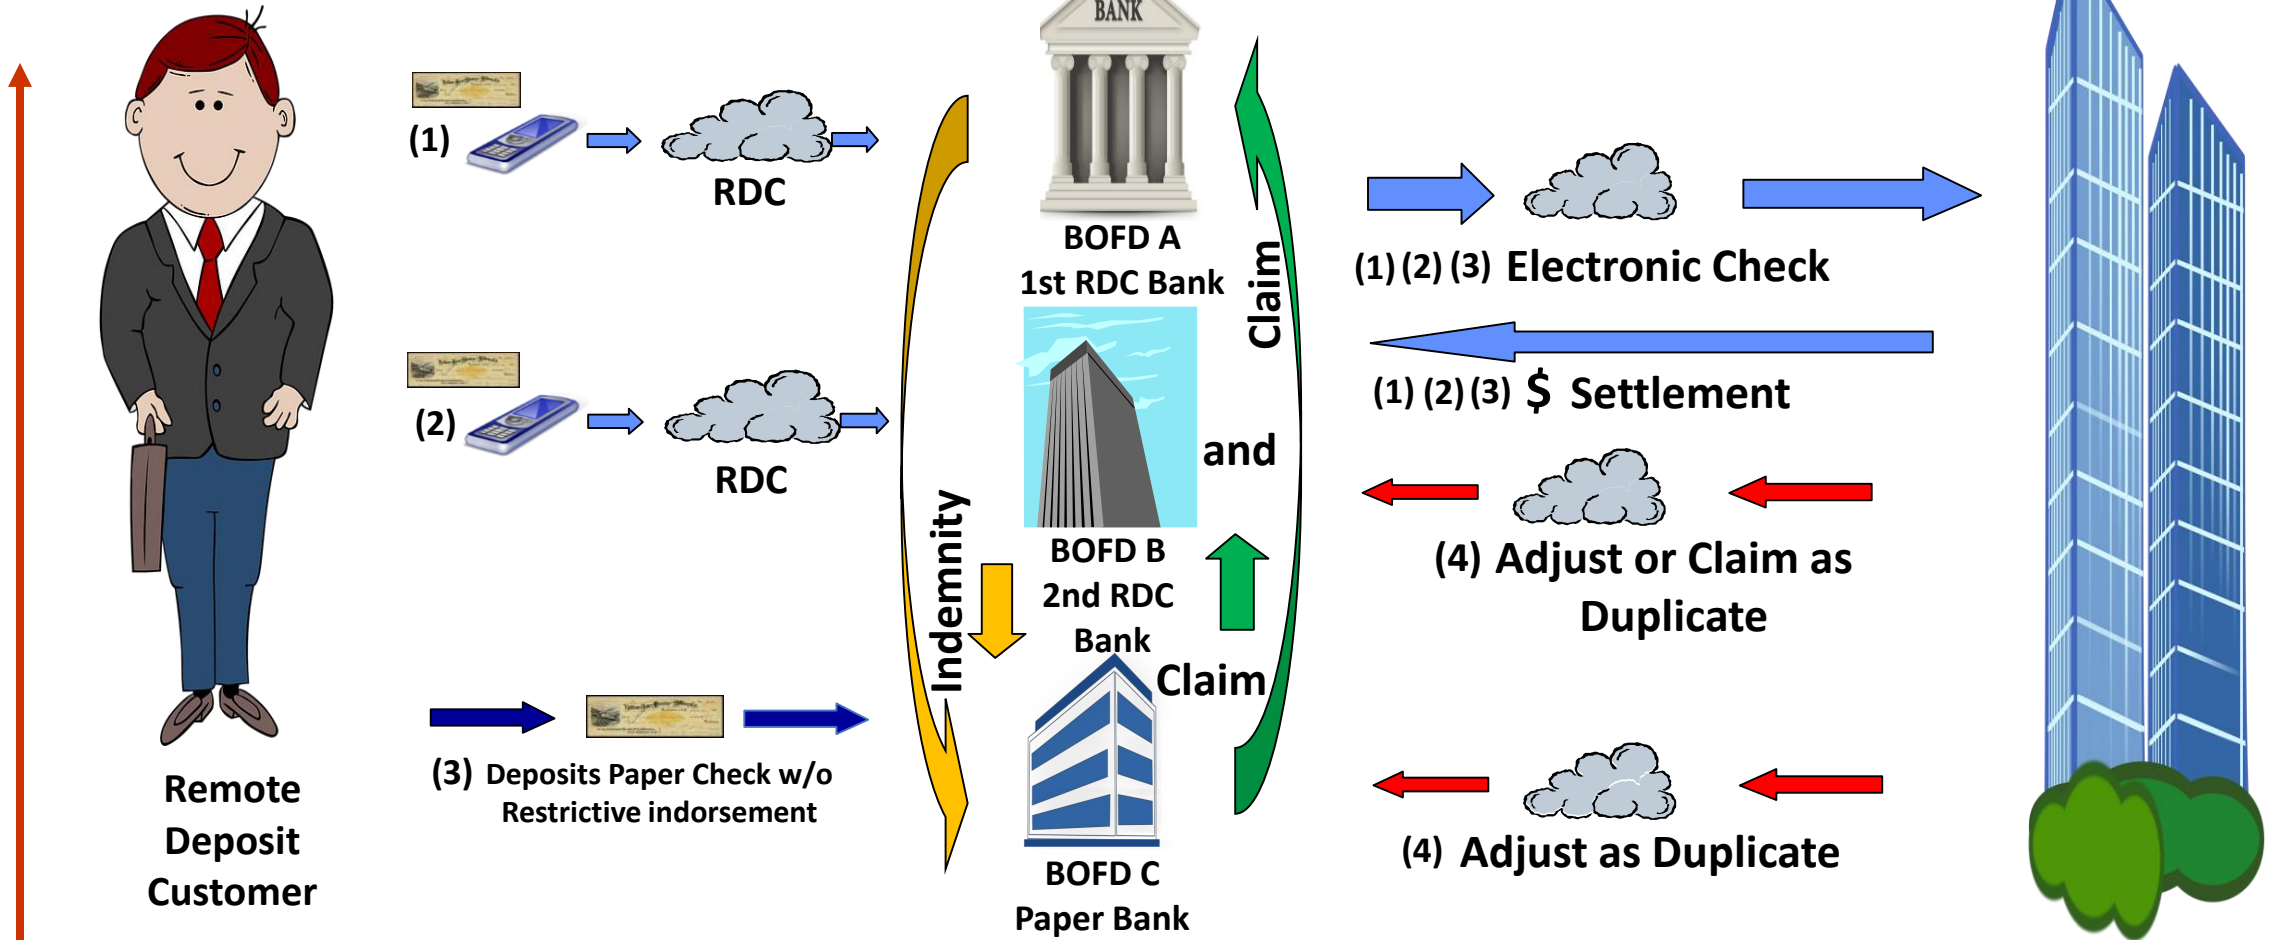 BANK
(1)
RDC
BOFD A
1st RDC Bank
Claim
(1) (2) (3) Electronic Check
(1) (2) (3) $ Settlement
(2)
RDC
and
Indemnity
BOFD B
2nd RDC
Bank
Claim
(4) Adjust or Claim as
Duplicate
(3) Deposits Paper Check w/o
Restrictive indorsement
BOFD C
Paper Bank
(4) Adjust as Duplicate
Remote
Deposit
Customer